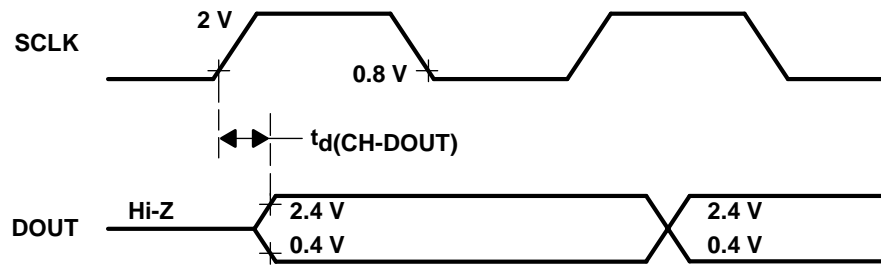 2 V
SCLK
0.8 V
td(CH-DOUT)
Hi-Z
2.4 V
2.4 V
DOUT
0.4 V
0.4 V